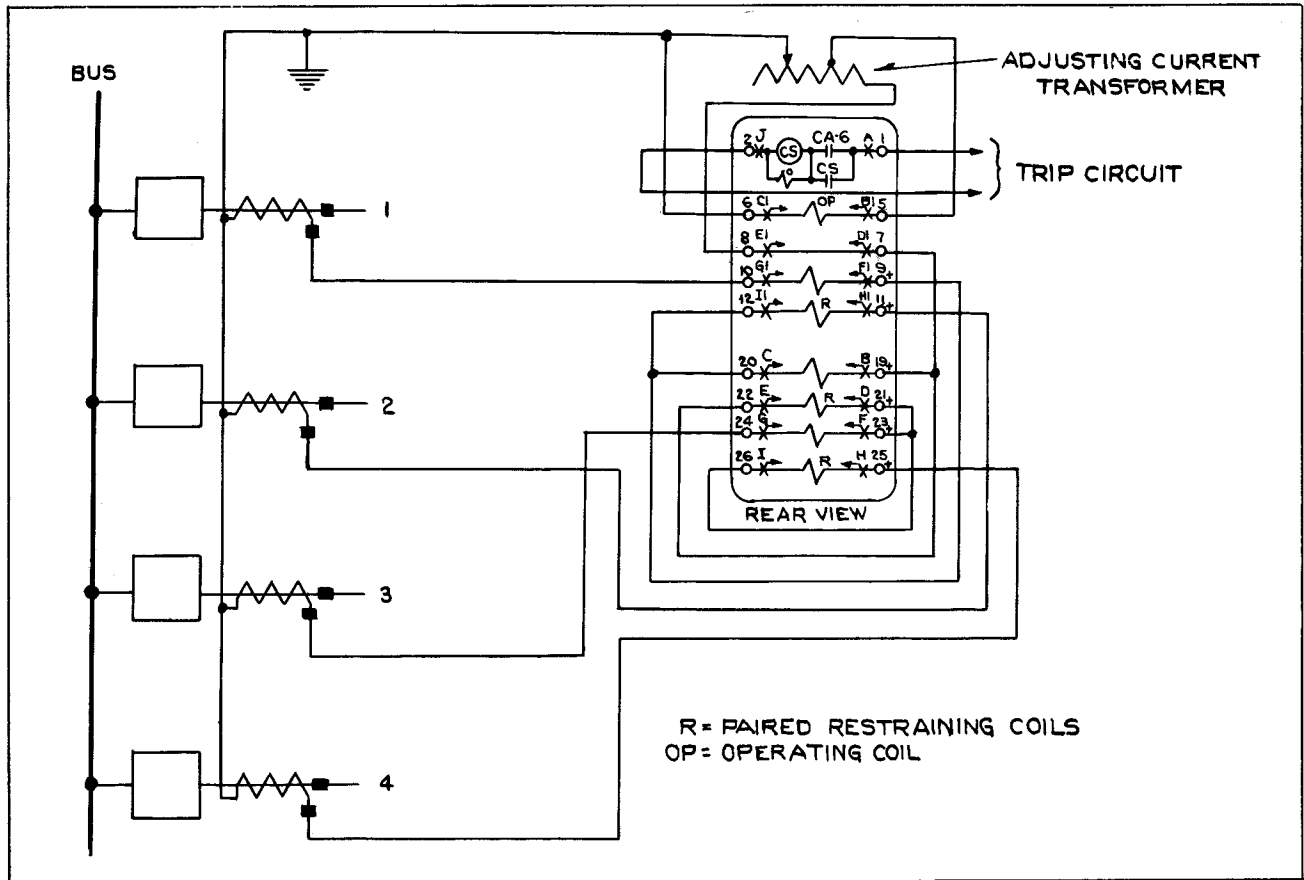 BUS
ADJUSTING CURRENT
TRANSFORMER
2 J CS CA-6 A 1
CS
TRIP CIRCUIT
6 C1 OP B1 5
8 E1 D1 7
10 G1 F1 9 +
12 I1 R H1 11 +
20 C B 19 +
22 E R D 21 +
24 G F 23 +
26 I R H 25 +
REAR VIEW
1
2
3
4
R= PAIRED RESTRAINING COILS
OP= OPERATING COIL